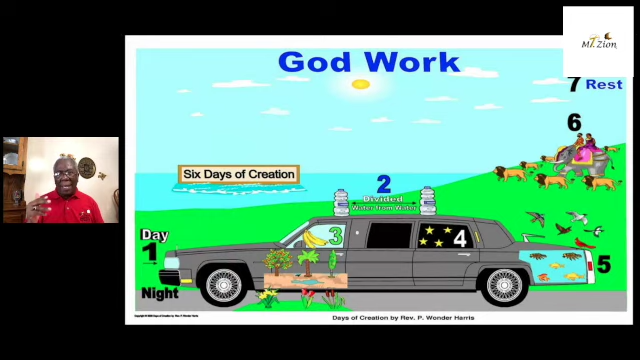 MT. Zion
God Work
7 Rest
6
Six Days of Creation
2
Divided
Water from Water
Day
1
Night
3
4
5
Days of Creation by Rev. P. Wonder Harris